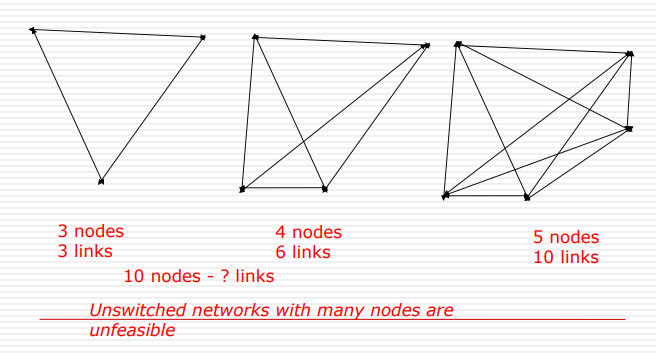 3 nodes
3 links
4 nodes
6 links
5 nodes
10 links
10 nodes - ? links
Unswitched networks with many nodes are
unfeasible